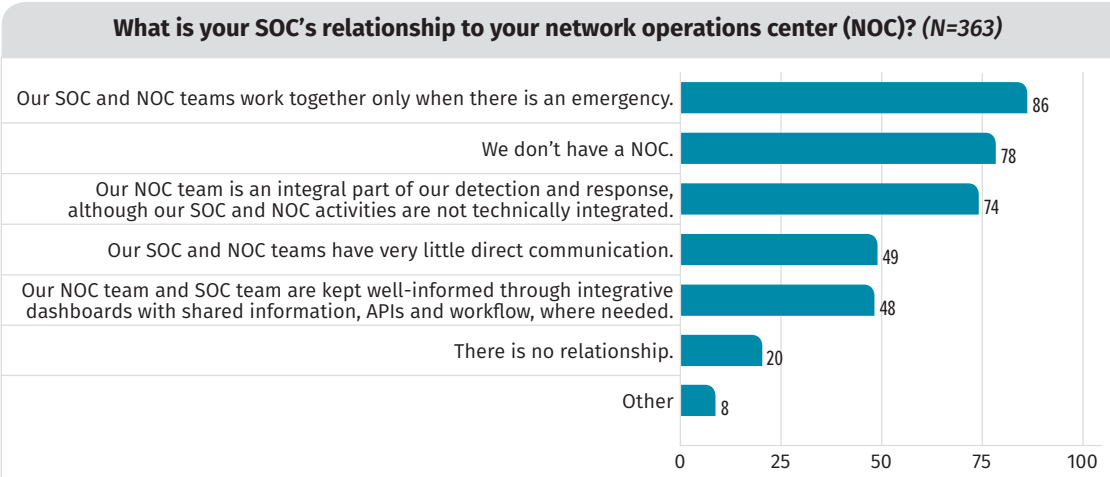 What is your SOC’s relationship to your network operations center (NOC)? (N=363)
Our SOC and NOC teams work together only when there is an emergency.
86
We don’t have a NOC.
78
Our NOC team is an integral part of our detection and response,
although our SOC and NOC activities are not technically integrated.
74
Our SOC and NOC teams have very little direct communication.
49
Our NOC team and SOC team are kept well-informed through integrative
dashboards with shared information, APIs and workflow, where needed.
48
There is no relationship.
20
Other
8
0 25 50 75 100